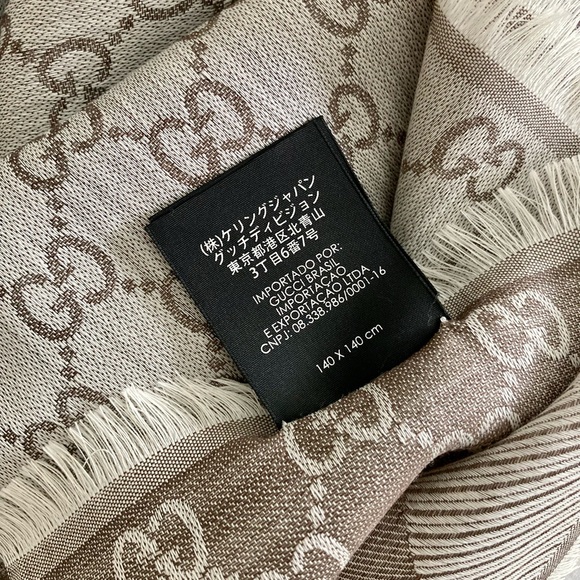 (株)ケリングジャパン
グッチディビジョン
東京都港区北青山
3丁目6番7号
IMPORTADO POR:
GUCCI BRASIL
IMPORTACAO
E EXPORTACAO LTDA
CNPJ: 08.338.986/0001-16
140 X 140 cm